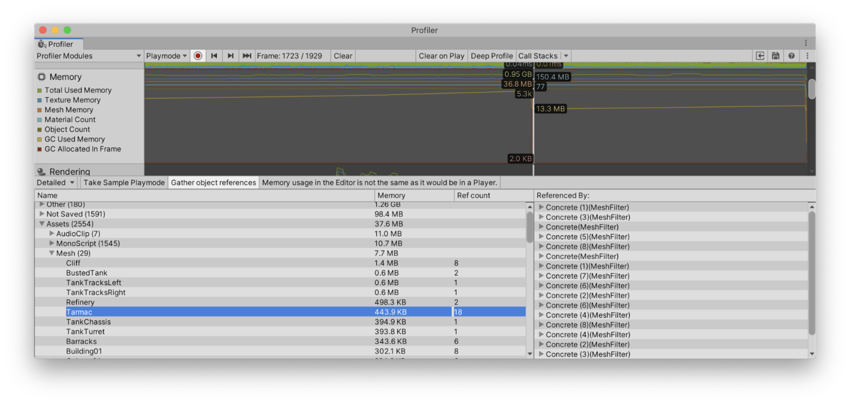 Profiler
Profiler
Profiler Modules Playmode Frame: 1723 / 1929 Clear Clear on Play Deep Profile Call Stacks
Memory
Total Used Memory
Texture Memory
Mesh Memory
Material Count
Object Count
GC Used Memory
GC Allocated In Frame
Rendering
0.95 GB
150.4 MB
36.8 MB
77
5.3k
13.3 MB
2.0 KB
Detailed Take Sample Playmode Gather object references Memory usage in the Editor is not the same as it would be in a Player.
Name Memory Ref count Referenced By:
Other (180) 1.26 GB
Not Saved (1591) 98.4 MB
Assets (2554) 37.6 MB
AudioClip (7) 11.0 MB
MonoScript (1545) 10.7 MB
Mesh (29) 7.7 MB
Cliff 1.4 MB 8
BustedTank 0.6 MB 2
TankTracksLeft 0.6 MB 1
TankTracksRight 0.6 MB 1
Refinery 498.3 KB 2
Tarmac 443.9 KB 18
TankChassis 394.9 KB 1
TankTurret 393.8 KB 1
Barracks 343.6 KB 6
Building01 302.1 KB 8
Concrete (1)(MeshFilter)
Concrete (3)(MeshFilter)
Concrete(MeshFilter)
Concrete (5)(MeshFilter)
Concrete (8)(MeshFilter)
Concrete(MeshFilter)
Concrete (1)(MeshFilter)
Concrete (7)(MeshFilter)
Concrete (6)(MeshFilter)
Concrete (2)(MeshFilter)
Concrete (6)(MeshFilter)
Concrete (4)(MeshFilter)
Concrete (8)(MeshFilter)
Concrete (4)(MeshFilter)
Concrete (2)(MeshFilter)
Concrete (3)(MeshFilter)